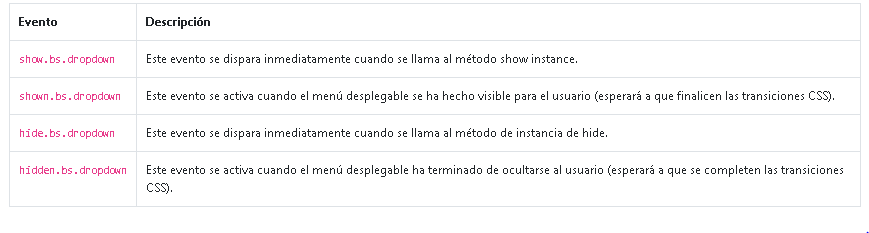 Evento Descripción
show.bs.dropdown Este evento se dispara inmediatamente cuando se llama al método show instance.
shown.bs.dropdown Este evento se activa cuando el menú desplegable se ha hecho visible para el usuario (esperará a que finalicen las transiciones CSS).
hide.bs.dropdown Este evento se dispara inmediatamente cuando se llama al método de instancia de hide.
hidden.bs.dropdown Este evento se activa cuando el menú desplegable ha terminado de ocultarse al usuario (esperará a que se completen las transiciones
CSS).
.